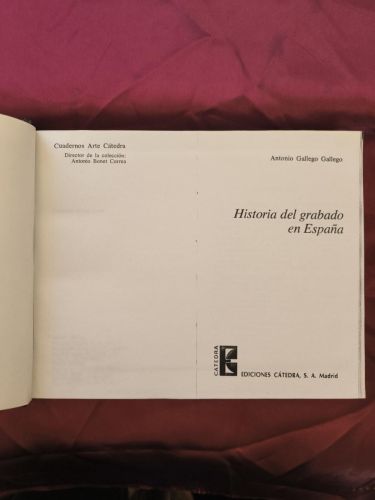 Cuadernos Arte Cátedra
Director de la colección:
Antonio Bonet Correa
Antonio Gallego Gallego
Historia del grabado
en España
CATEDRA
EDICIONES CÁTEDRA, S. A. Madrid